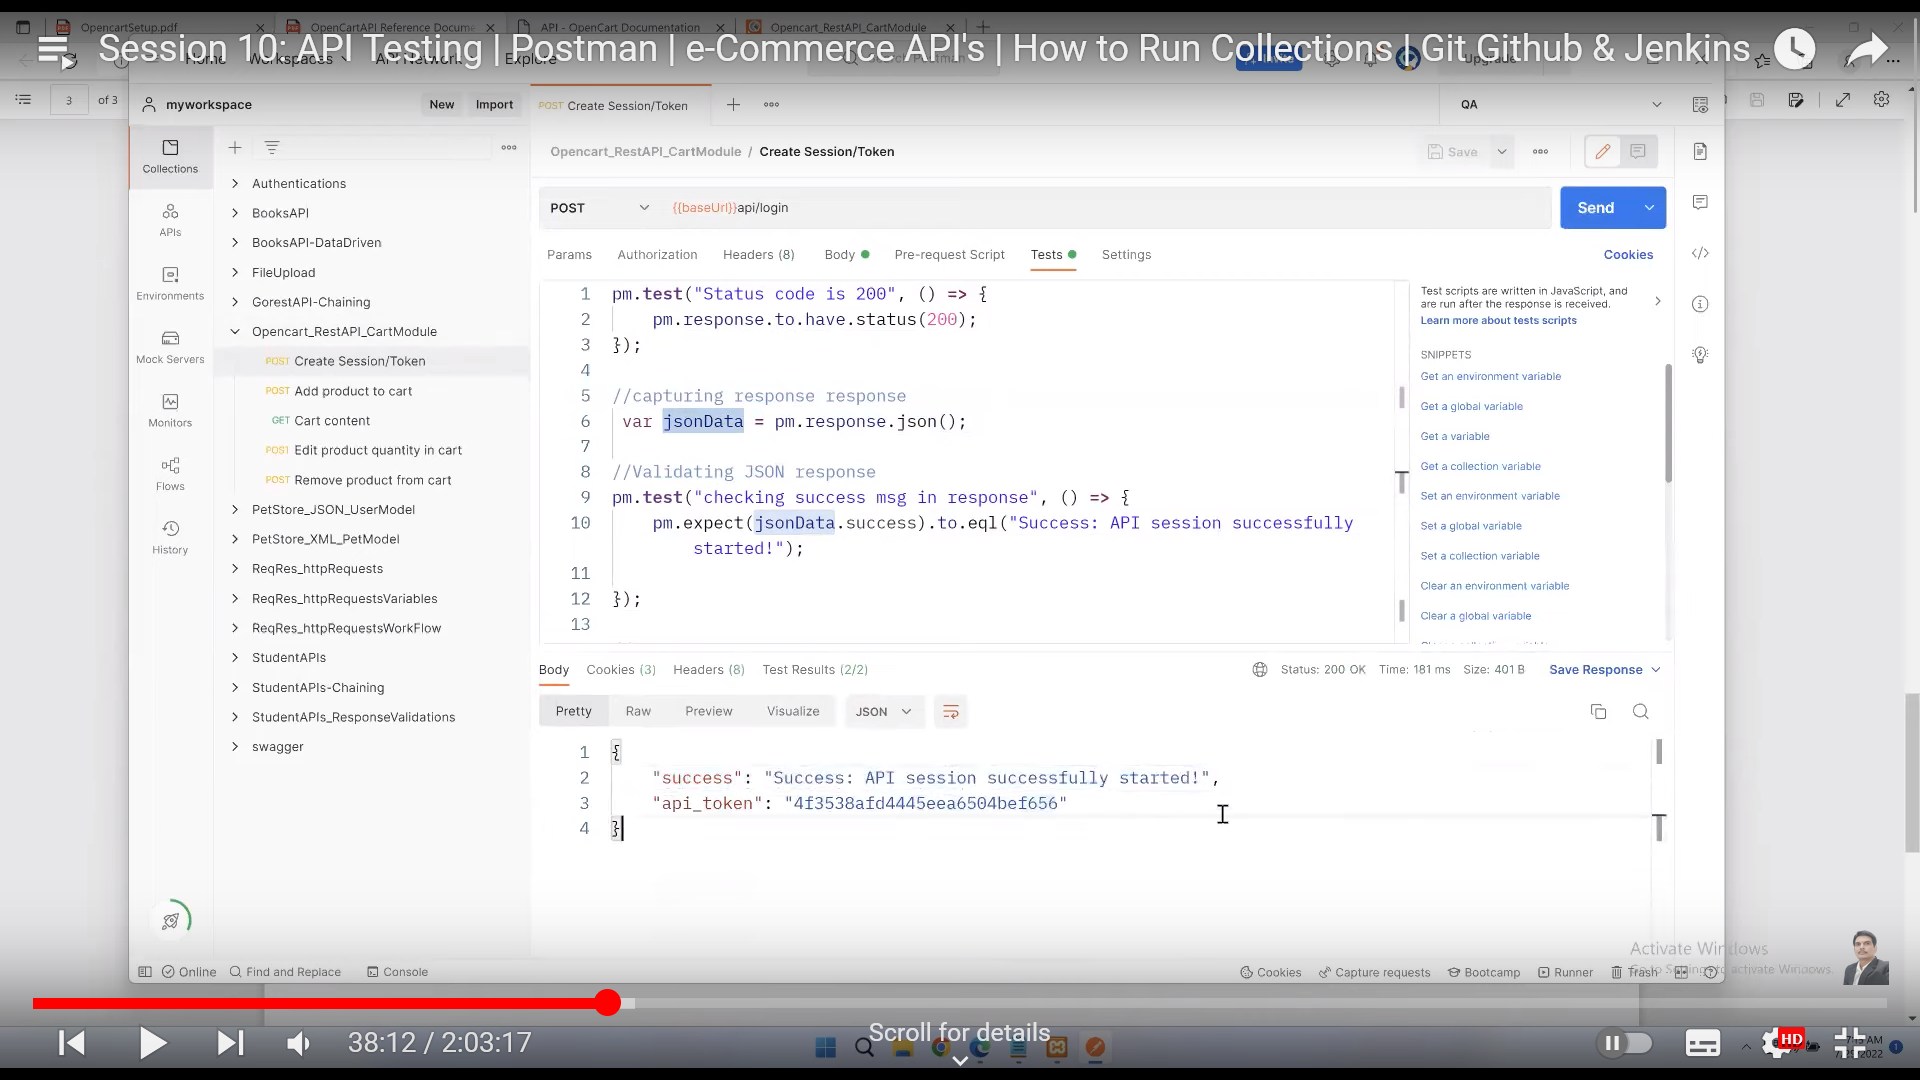 OpencartSetup.pdf
OpenCartAPI Reference Docume
API - OpenCart Documentation
Opencart_RestAPI_CartModule
Session 10: API Testing | Postman | e-Commerce API's | How to Run Collections | Git,Github & Jenkins
Home
Workspaces
API Network
Explore
Upgrade
3
of 3
myworkspace
New
Import
POST Create Session/Token
QA
Opencart_RestAPI_CartModule / Create Session/Token
Save
Collections
APIs
Environments
Mock Servers
Monitors
Flows
History
Authentications
BooksAPI
BooksAPI-DataDriven
FileUpload
GorestAPI-Chaining
Opencart_RestAPI_CartModule
POST Create Session/Token
POST Add product to cart
GET Cart content
POST Edit product quantity in cart
POST Remove product from cart
PetStore_JSON_UserModel
PetStore_XML_PetModel
ReqRes_httpRequests
ReqRes_httpRequestsVariables
ReqRes_httpRequestsWorkFlow
StudentAPIs
StudentAPIs-Chaining
StudentAPIs_ResponseValidations
swagger
POST
{{baseUrl}}api/login
Send
Params
Authorization
Headers (8)
Body
Pre-request Script
Tests
Settings
Cookies
1 pm.test("Status code is 200", () => {
2 pm.response.to.have.status(200);
3 });
4
5 //capturing response response
6 var jsonData = pm.response.json();
7
8 //Validating JSON response
9 pm.test("checking success msg in response", () => {
10 pm.expect(jsonData.success).to.eql("Success: API session successfully
started!");
11
12 });
13
Test scripts are written in JavaScript, and
are run after the response is received.
Learn more about tests scripts
SNIPPETS
Get an environment variable
Get a global variable
Get a variable
Get a collection variable
Set an environment variable
Set a global variable
Set a collection variable
Clear an environment variable
Clear a global variable
Body
Cookies (3)
Headers (8)
Test Results (2/2)
Status: 200 OK
Time: 181 ms
Size: 401 B
Save Response
Pretty
Raw
Preview
Visualize
JSON
1 {
2 "success": "Success: API session successfully started!",
3 "api_token": "4f3538afd4445eea6504bef656"
4 }
Activate Windows
Online
Find and Replace
Console
Cookies
Capture requests
Bootcamp
Runner
Trash
38:12 / 2:03:17
Scroll for details
HD